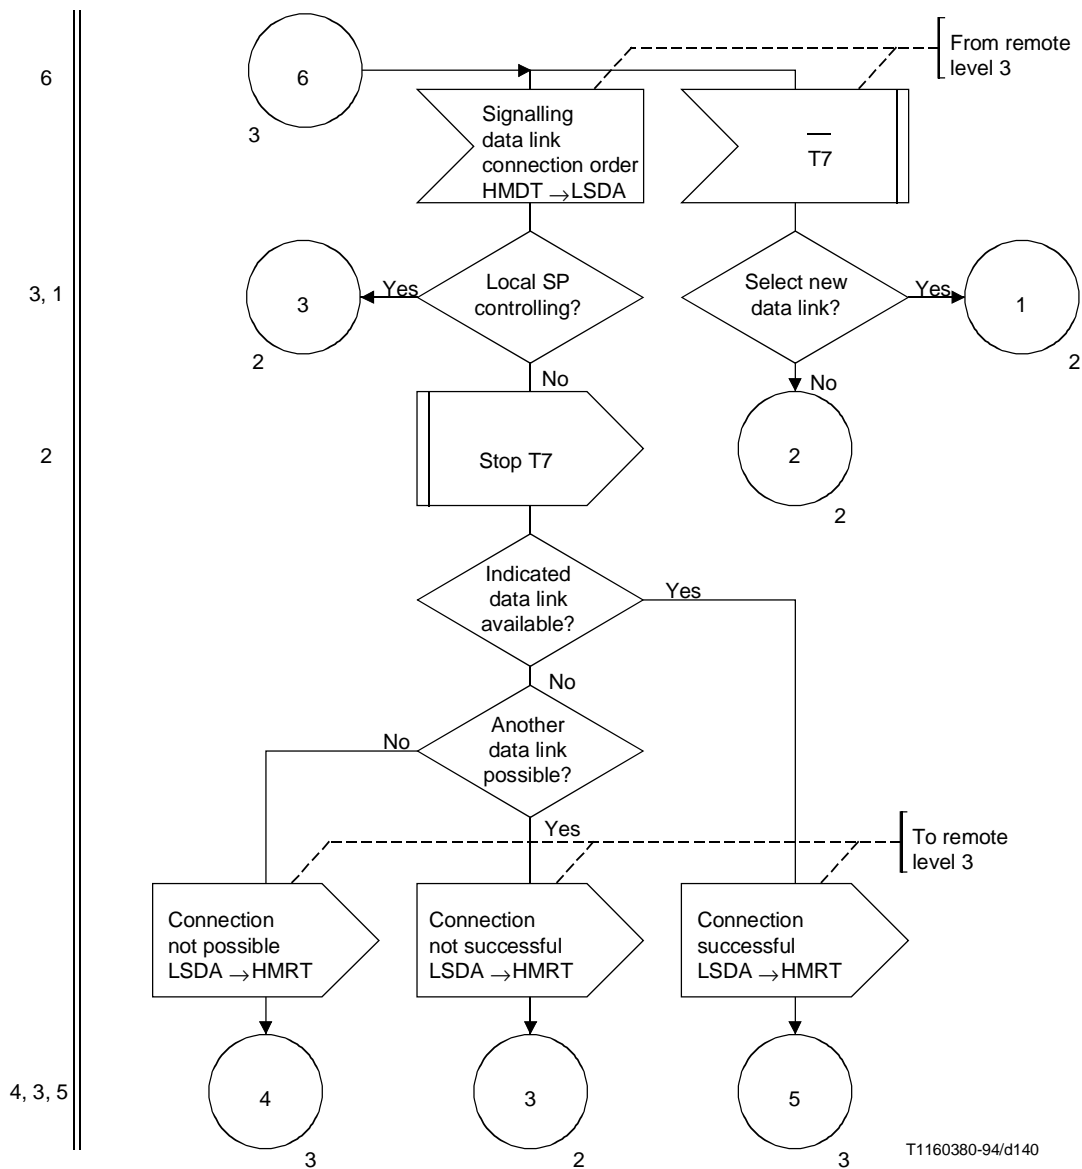 From remote
level 3
6
6
3
Signalling
data link
connection order
HMDT →LSDA
T7
3, 1
3
2
Yes
Local SP
controlling?
Select new
data link?
Yes
1
2
No
No
2
Stop T7
2
2
Indicated
data link
available?
Yes
No
No
Another
data link
possible?
Yes
To remote
level 3
Connection
not possible
LSDA →HMRT
Connection
not successful
LSDA →HMRT
Connection
successful
LSDA →HMRT
4, 3, 5
4
3
5
3
2
3
T1160380-94/d140